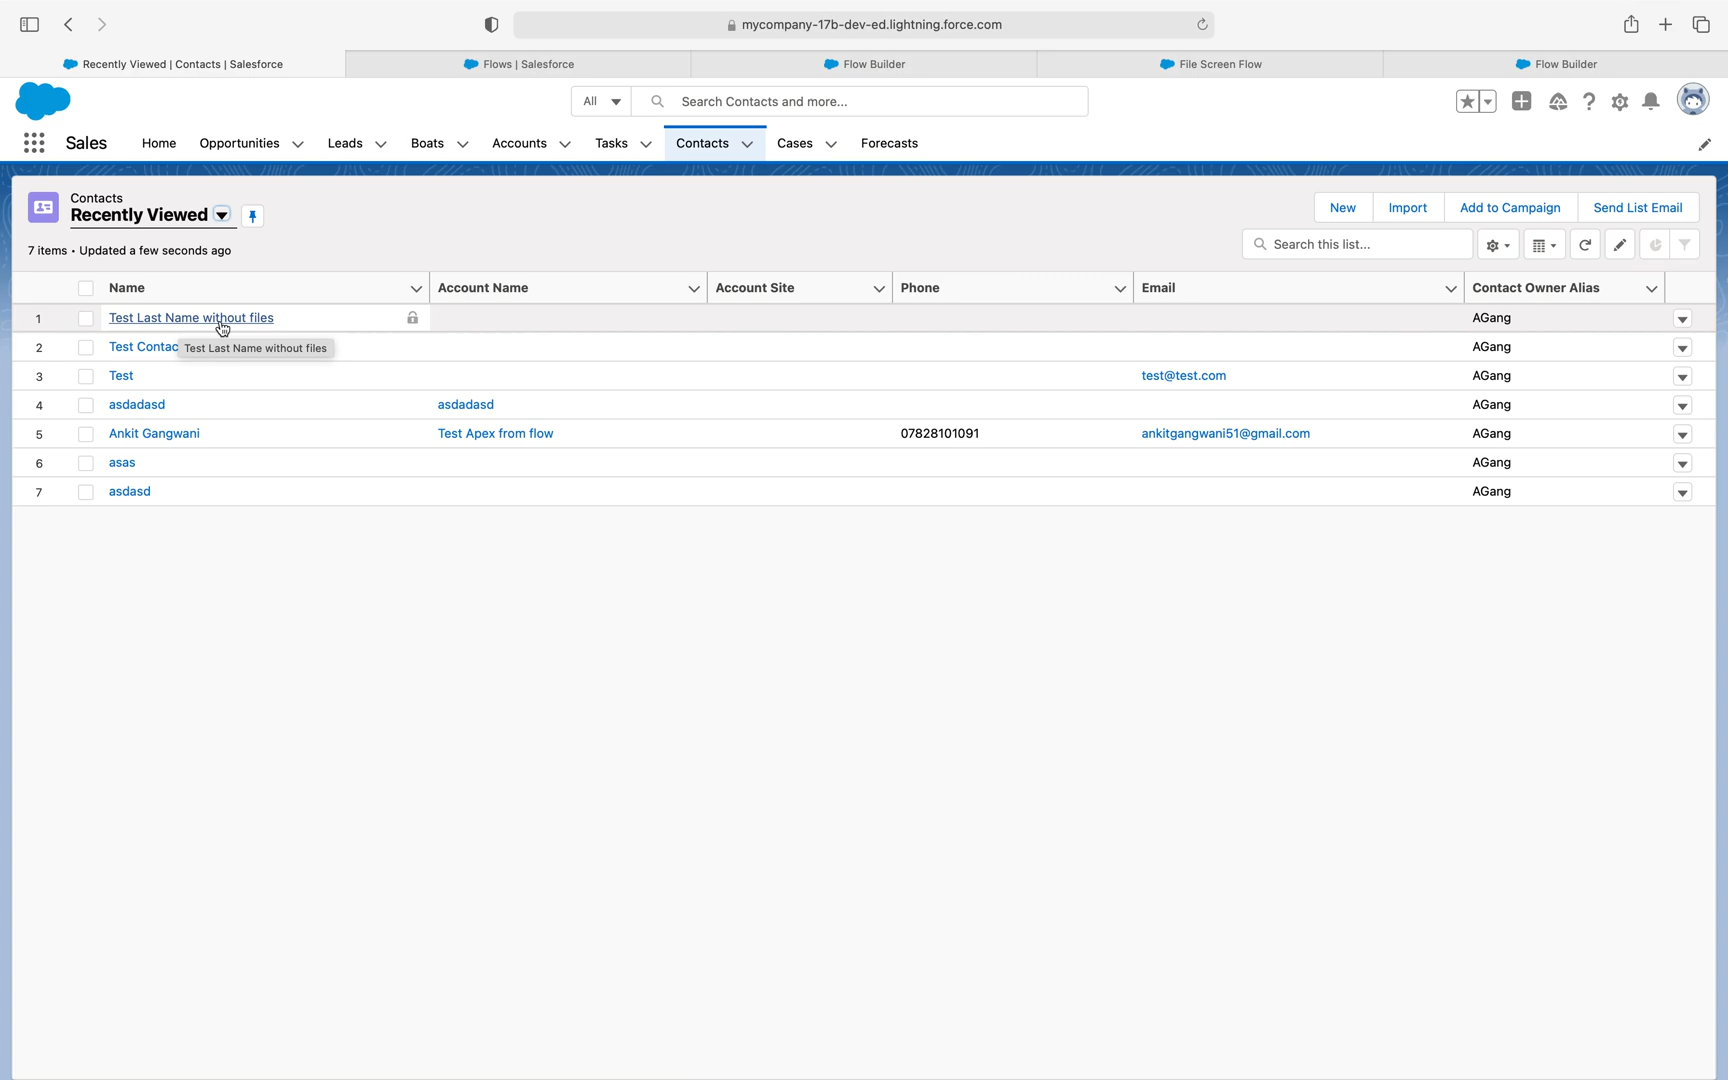 mycompany-17b-dev-ed.lightning.force.com
Recently Viewed | Contacts | Salesforce
Flows | Salesforce
Flow Builder
File Screen Flow
Flow Builder
All
Search Contacts and more...
Sales
Home
Opportunities
Leads
Boats
Accounts
Tasks
Contacts
Cases
Forecasts
Contacts
Recently Viewed
New
Import
Add to Campaign
Send List Email
7 items • Updated a few seconds ago
Search this list...
Name Account Name Account Site Phone Email Contact Owner Alias
1 Test Last Name without files AGang
2 Test Contac AGang
Test Last Name without files
3 Test test@test.com AGang
4 asdadasd asdadasd AGang
5 Ankit Gangwani Test Apex from flow 07828101091 ankitgangwani51@gmail.com AGang
6 asas AGang
7 asdasd AGang